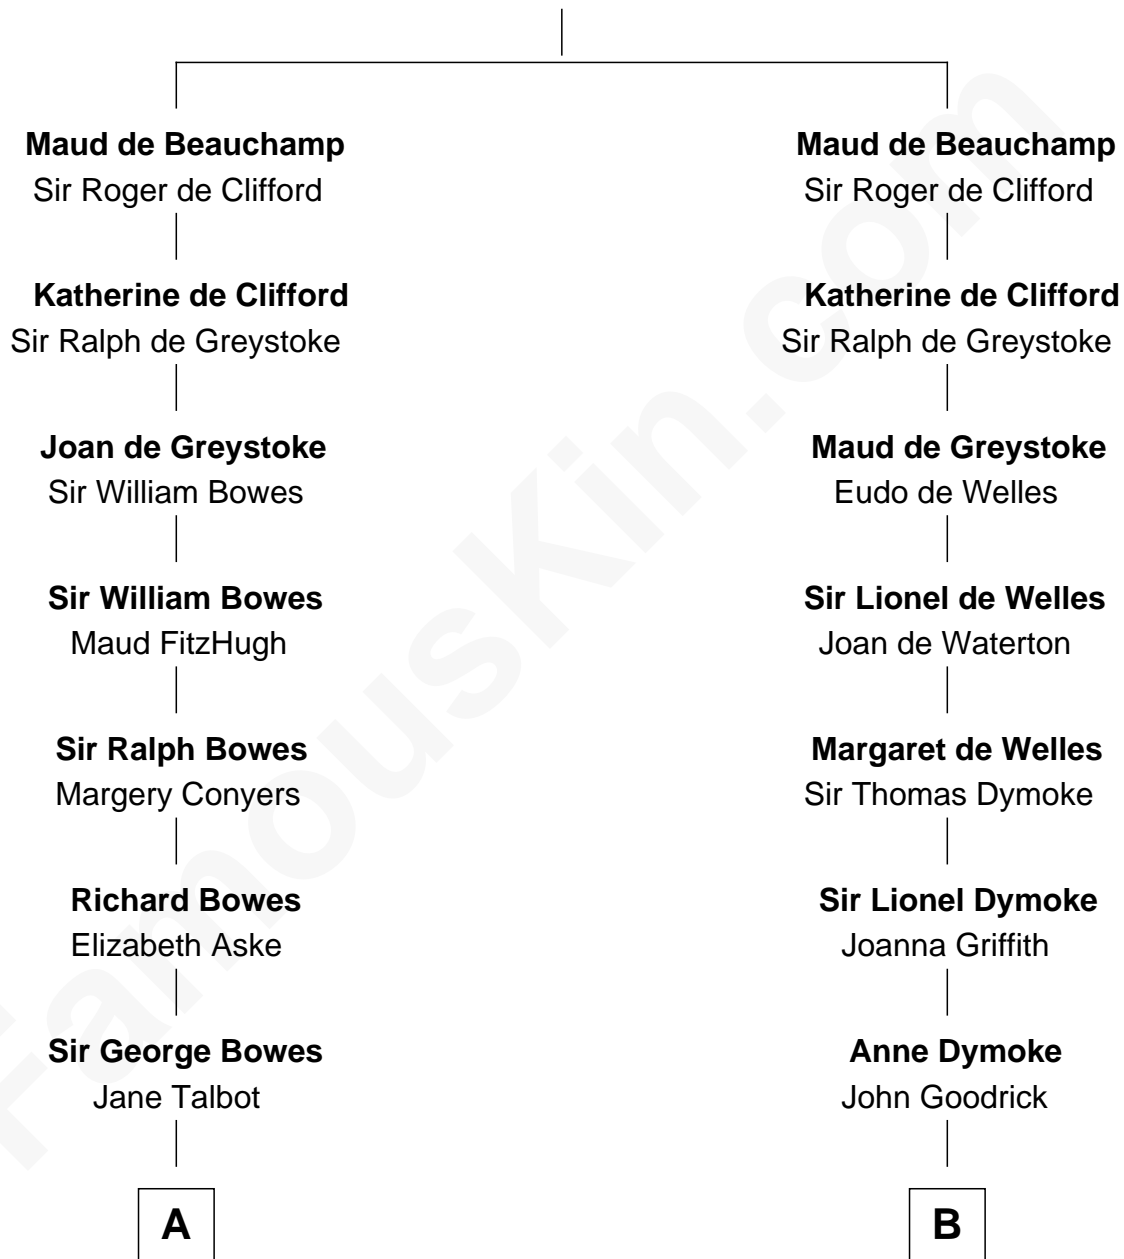 Maud de Beauchamp
Sir Roger de Clifford
Katherine de Clifford
Sir Ralph de Greystoke
Joan de Greystoke
Sir William Bowes
Sir William Bowes
Maud FitzHugh
Sir Ralph Bowes
Margery Conyers
Richard Bowes
Elizabeth Aske
Sir George Bowes
Jane Talbot
A
Maud de Beauchamp
Sir Roger de Clifford
Katherine de Clifford
Sir Ralph de Greystoke
Maud de Greystoke
Eudo de Welles
Sir Lionel de Welles
Joan de Waterton
Margaret de Welles
Sir Thomas Dymoke
Sir Lionel Dymoke
Joanna Griffith
Anne Dymoke
John Goodrick
B
FamousKin.com